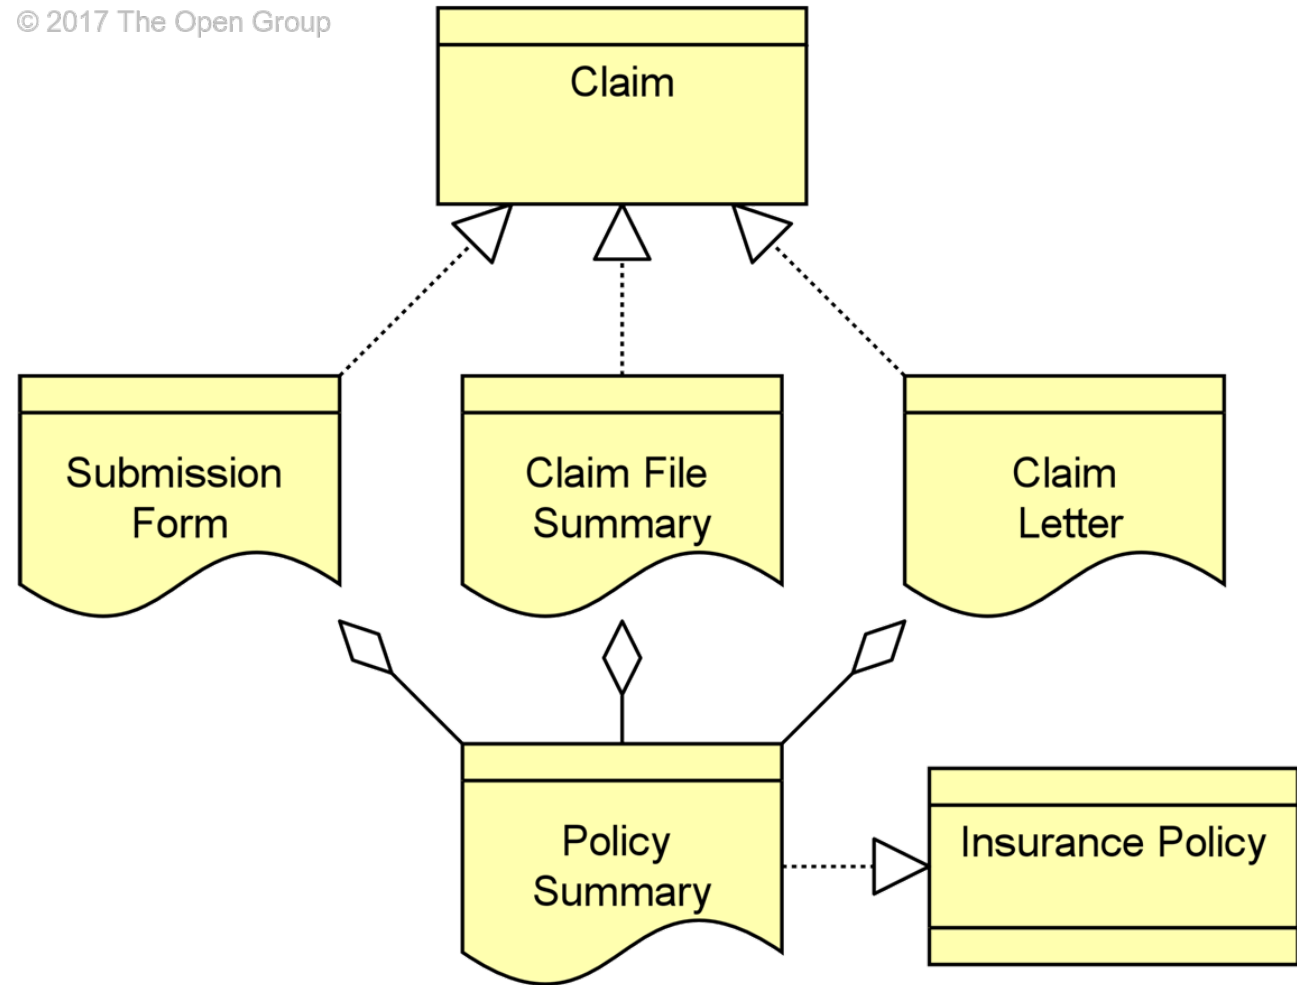 © 2017 The Open Group
Claim
Submission
Form
Claim File
Summary
Claim
Letter
Policy
Summary
Insurance Policy